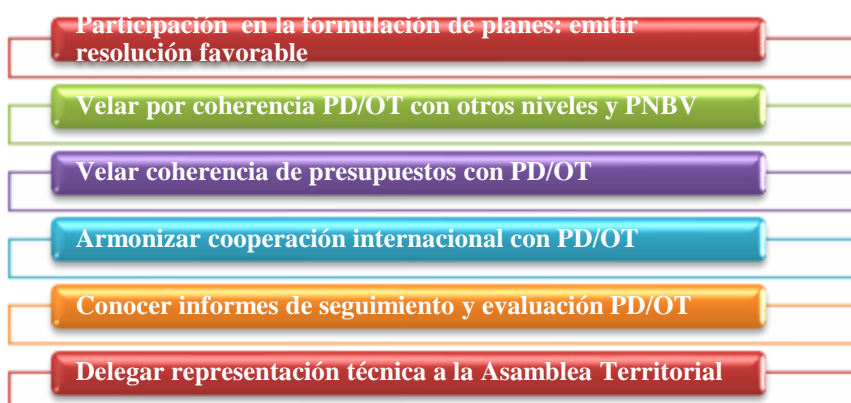 Participación en la formulación de planes: emitir
resolución favorable
Velar por coherencia PD/OT con otros niveles y PNBV
Velar coherencia de presupuestos con PD/OT
Armonizar cooperación internacional con PD/OT
Conocer informes de seguimiento y evaluación PD/OT
Delegar representación técnica a la Asamblea Territorial